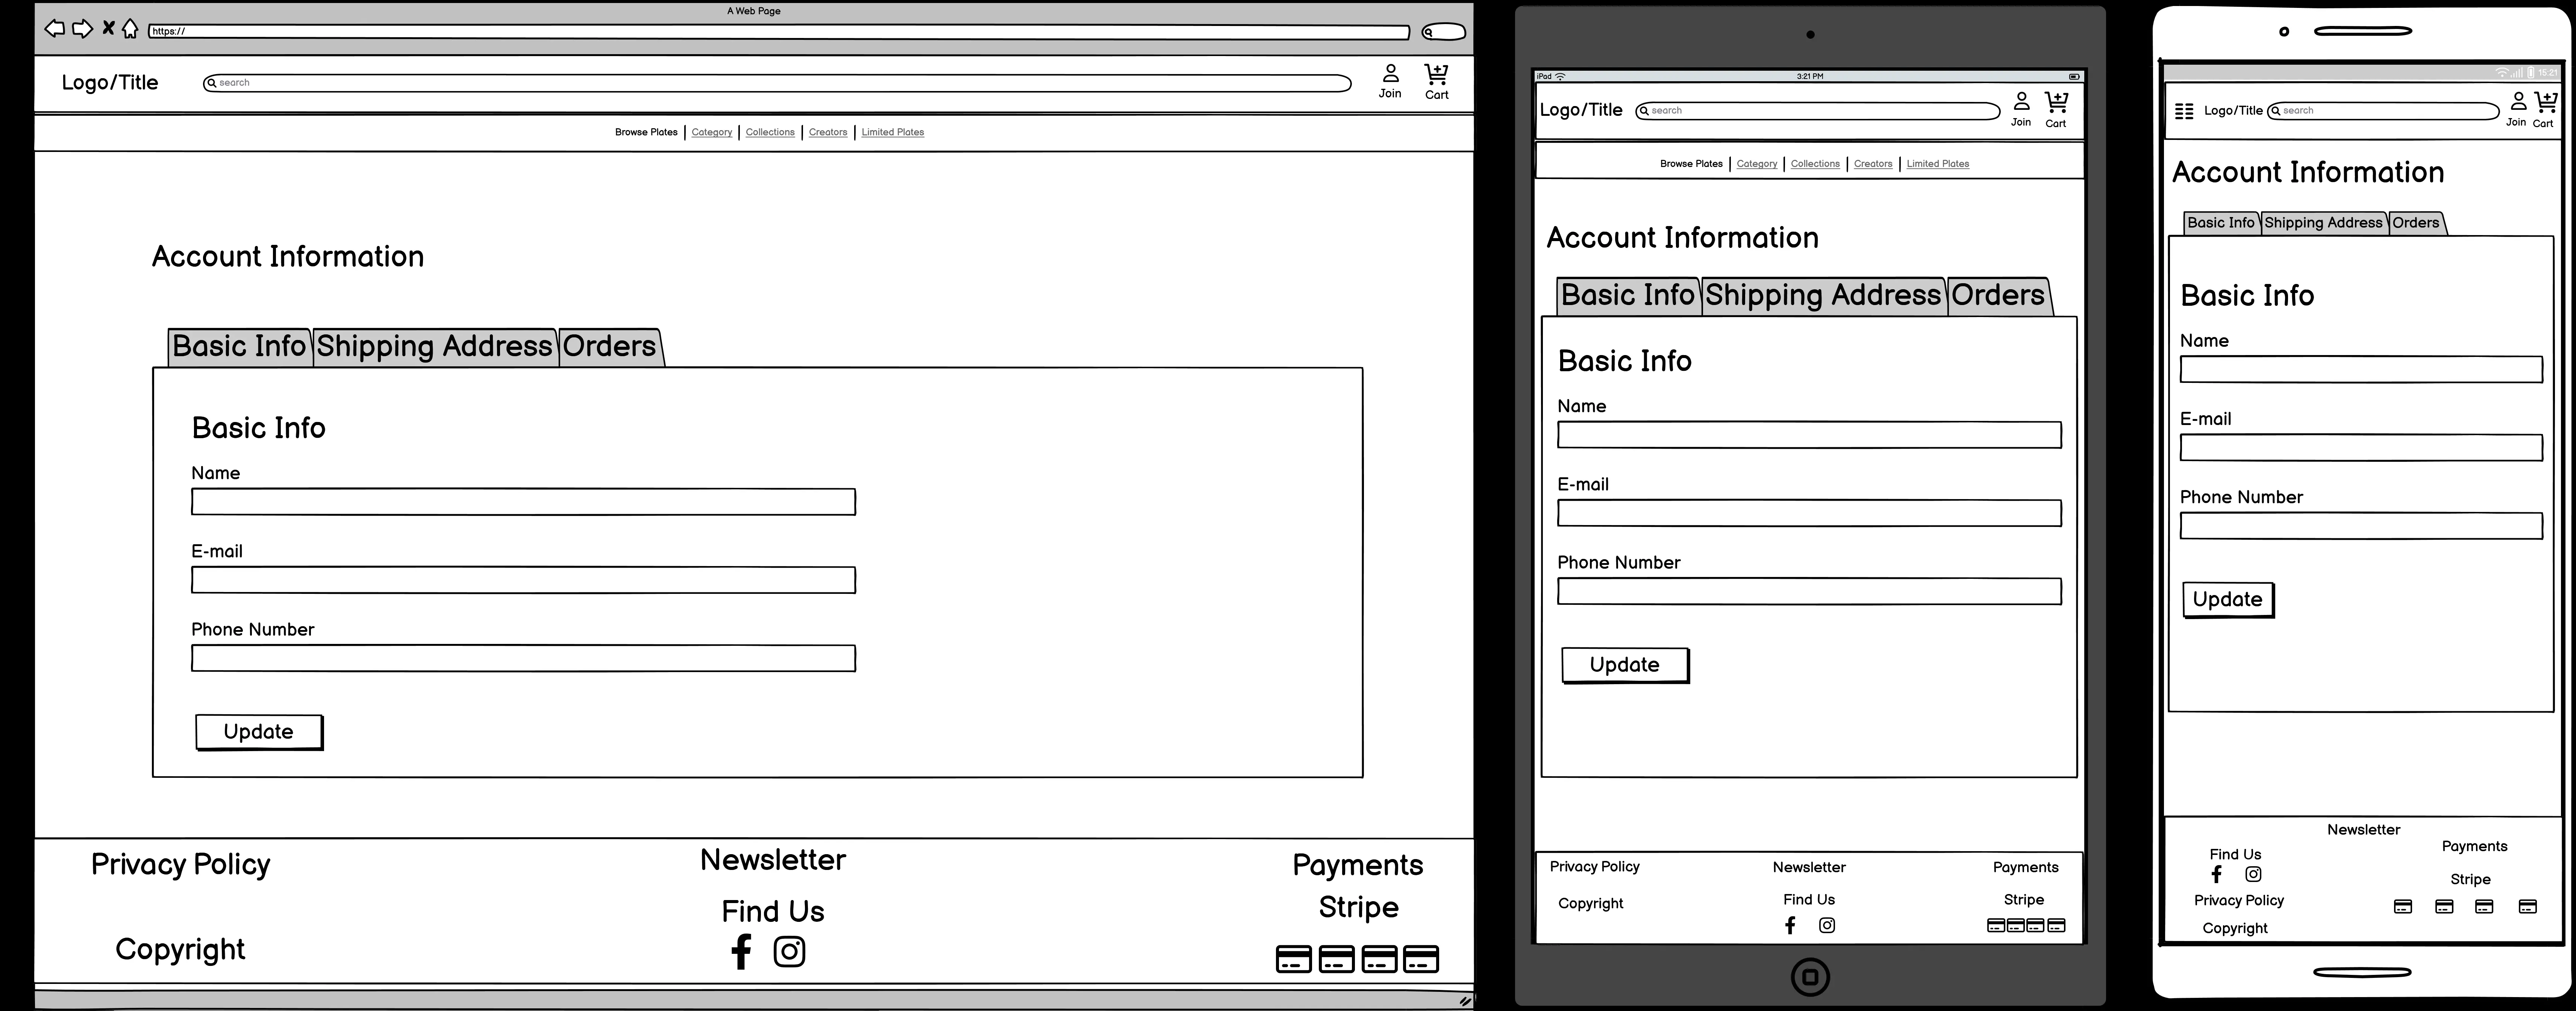 A Web Page
https://
Logo/Title
search
Join
Cart
Browse Plates | Category | Collections | Creators | Limited Plates
Account Information
Basic Info Shipping Address Orders
Basic Info
Name
E-mail
Phone Number
Update
Privacy Policy
Newsletter
Payments
Find Us
Stripe
Copyright
iPad
3:21 PM
Logo/Title
search
Join
Cart
Browse Plates | Category | Collections | Creators | Limited Plates
Account Information
Basic Info Shipping Address Orders
Basic Info
Name
E-mail
Phone Number
Update
Privacy Policy
Newsletter
Payments
Copyright
Find Us
Stripe
15:21
Logo/Title
search
Join
Cart
Account Information
Basic Info Shipping Address Orders
Basic Info
Name
E-mail
Phone Number
Update
Newsletter
Payments
Find Us
Stripe
Privacy Policy
Copyright